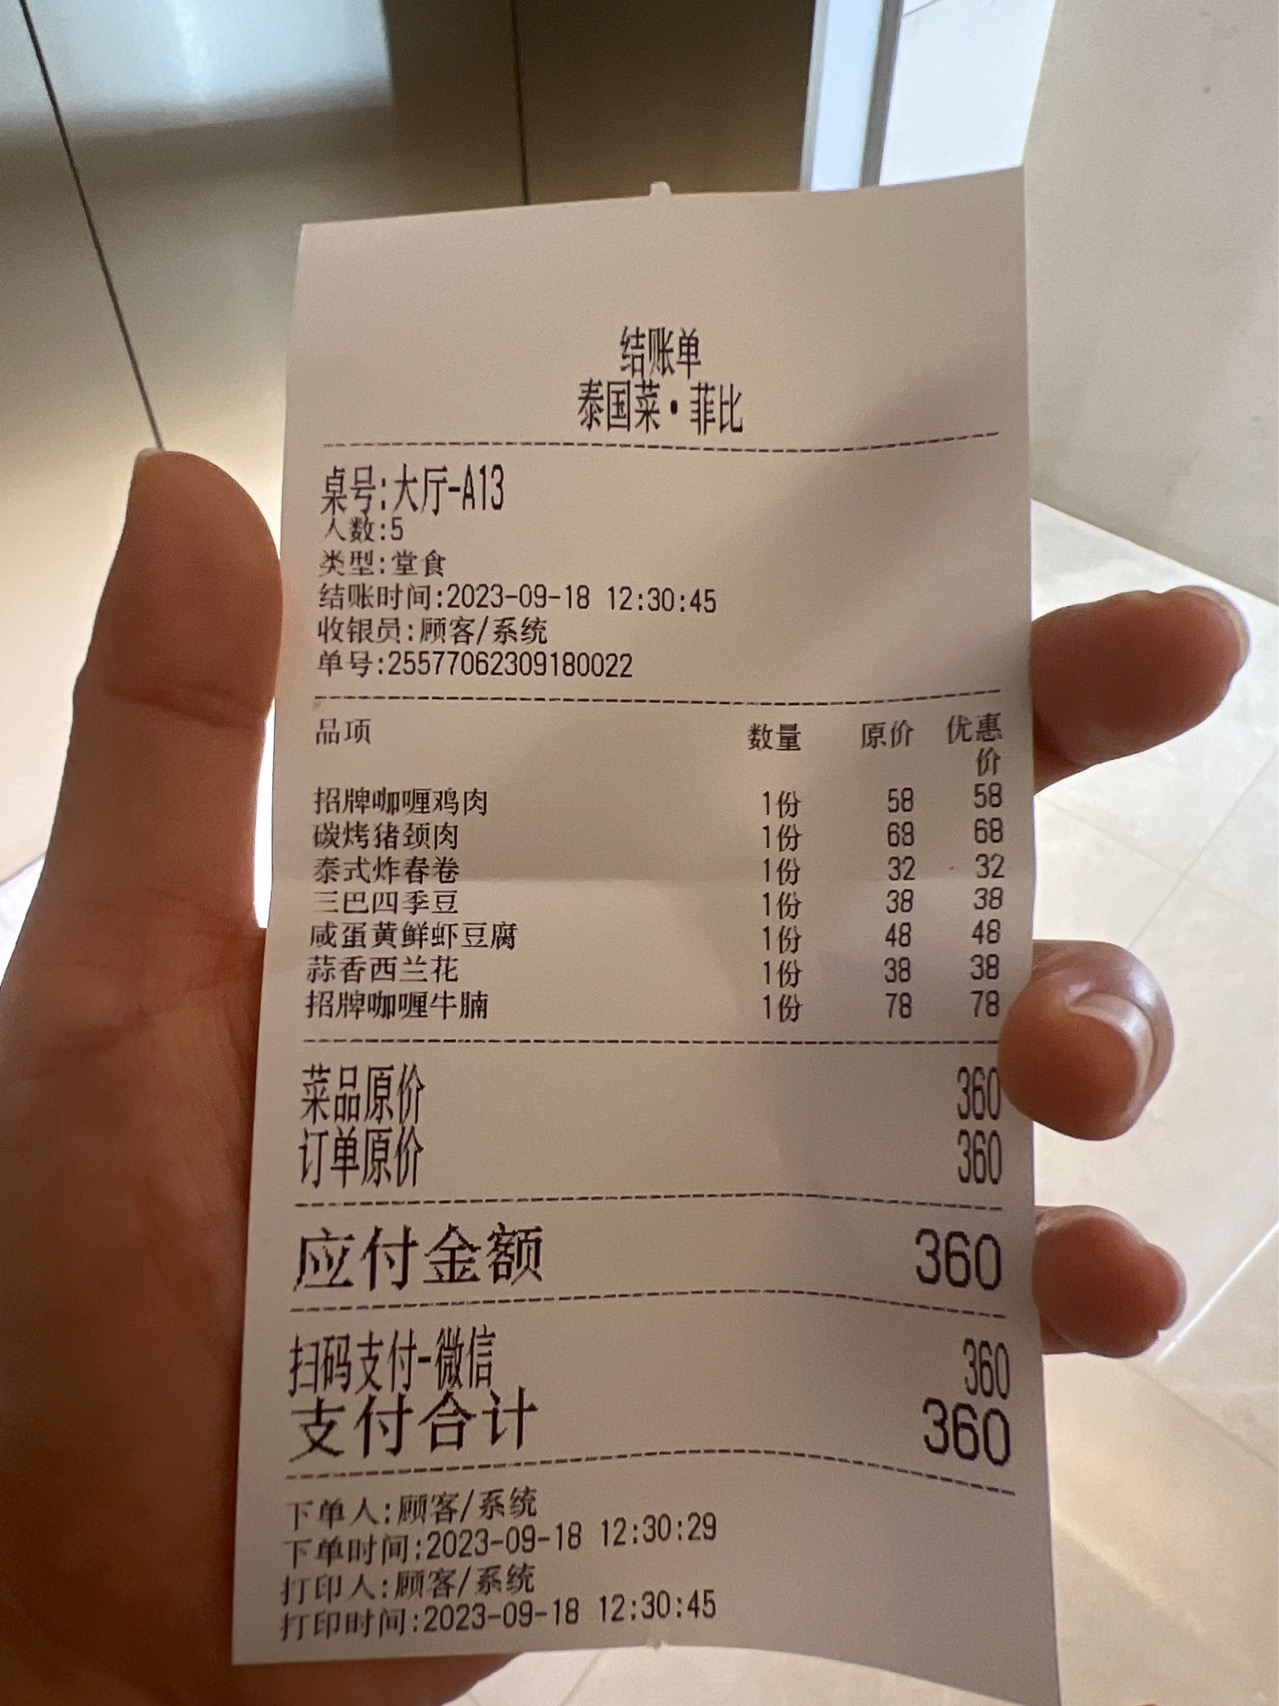 结账单
泰国菜·菲比
桌号:大厅-A13
人数:5
类型:堂食
结账时间:2023-09-18 12:30:45
收银员:顾客/系统
单号:25577062309180022
品项 数量 原价 优惠价
招牌咖喱鸡肉 1份 58 58
碳烤猪颈肉 1份 68 68
泰式炸春卷 1份 32 32
三巴四季豆 1份 38 38
咸蛋黄鲜虾豆腐 1份 48 48
蒜香西兰花 1份 38 38
招牌咖喱牛腩 1份 78 78
菜品原价 360
订单原价 360
应付金额 360
扫码支付-微信 360
支付合计 360
下单人:顾客/系统
下单时间:2023-09-18 12:30:29
打印人:顾客/系统
打印时间:2023-09-18 12:30:45